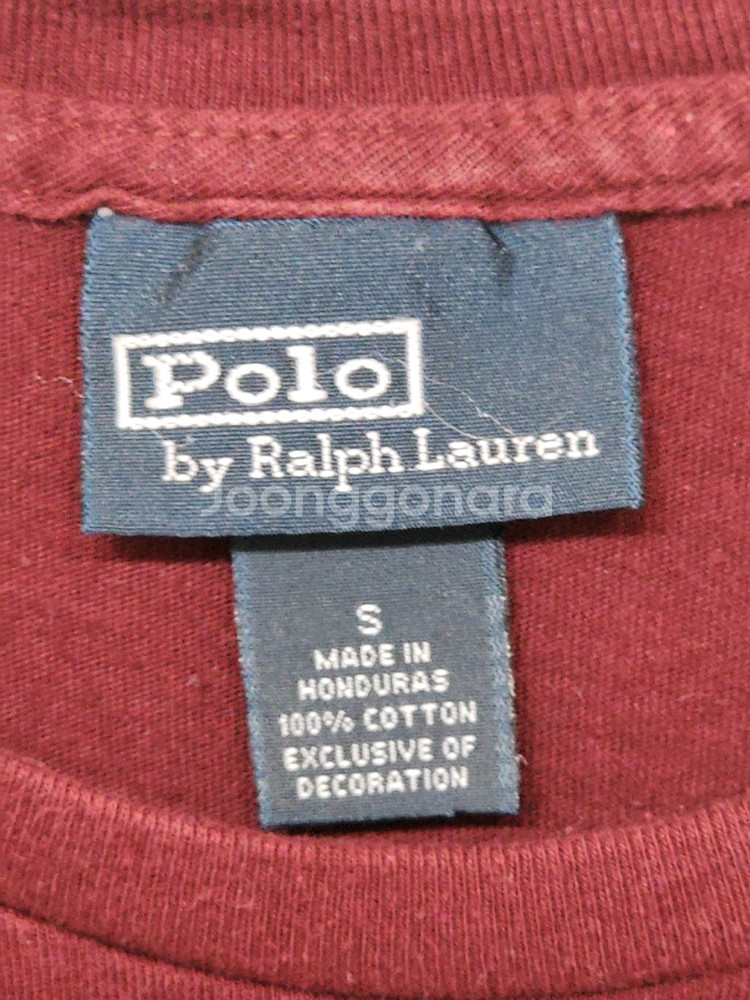 Polo
by Ralph Lauren
Joonggonara
S
MADE IN
HONDURAS
100% COTTON
EXCLUSIVE OF
DECORATION